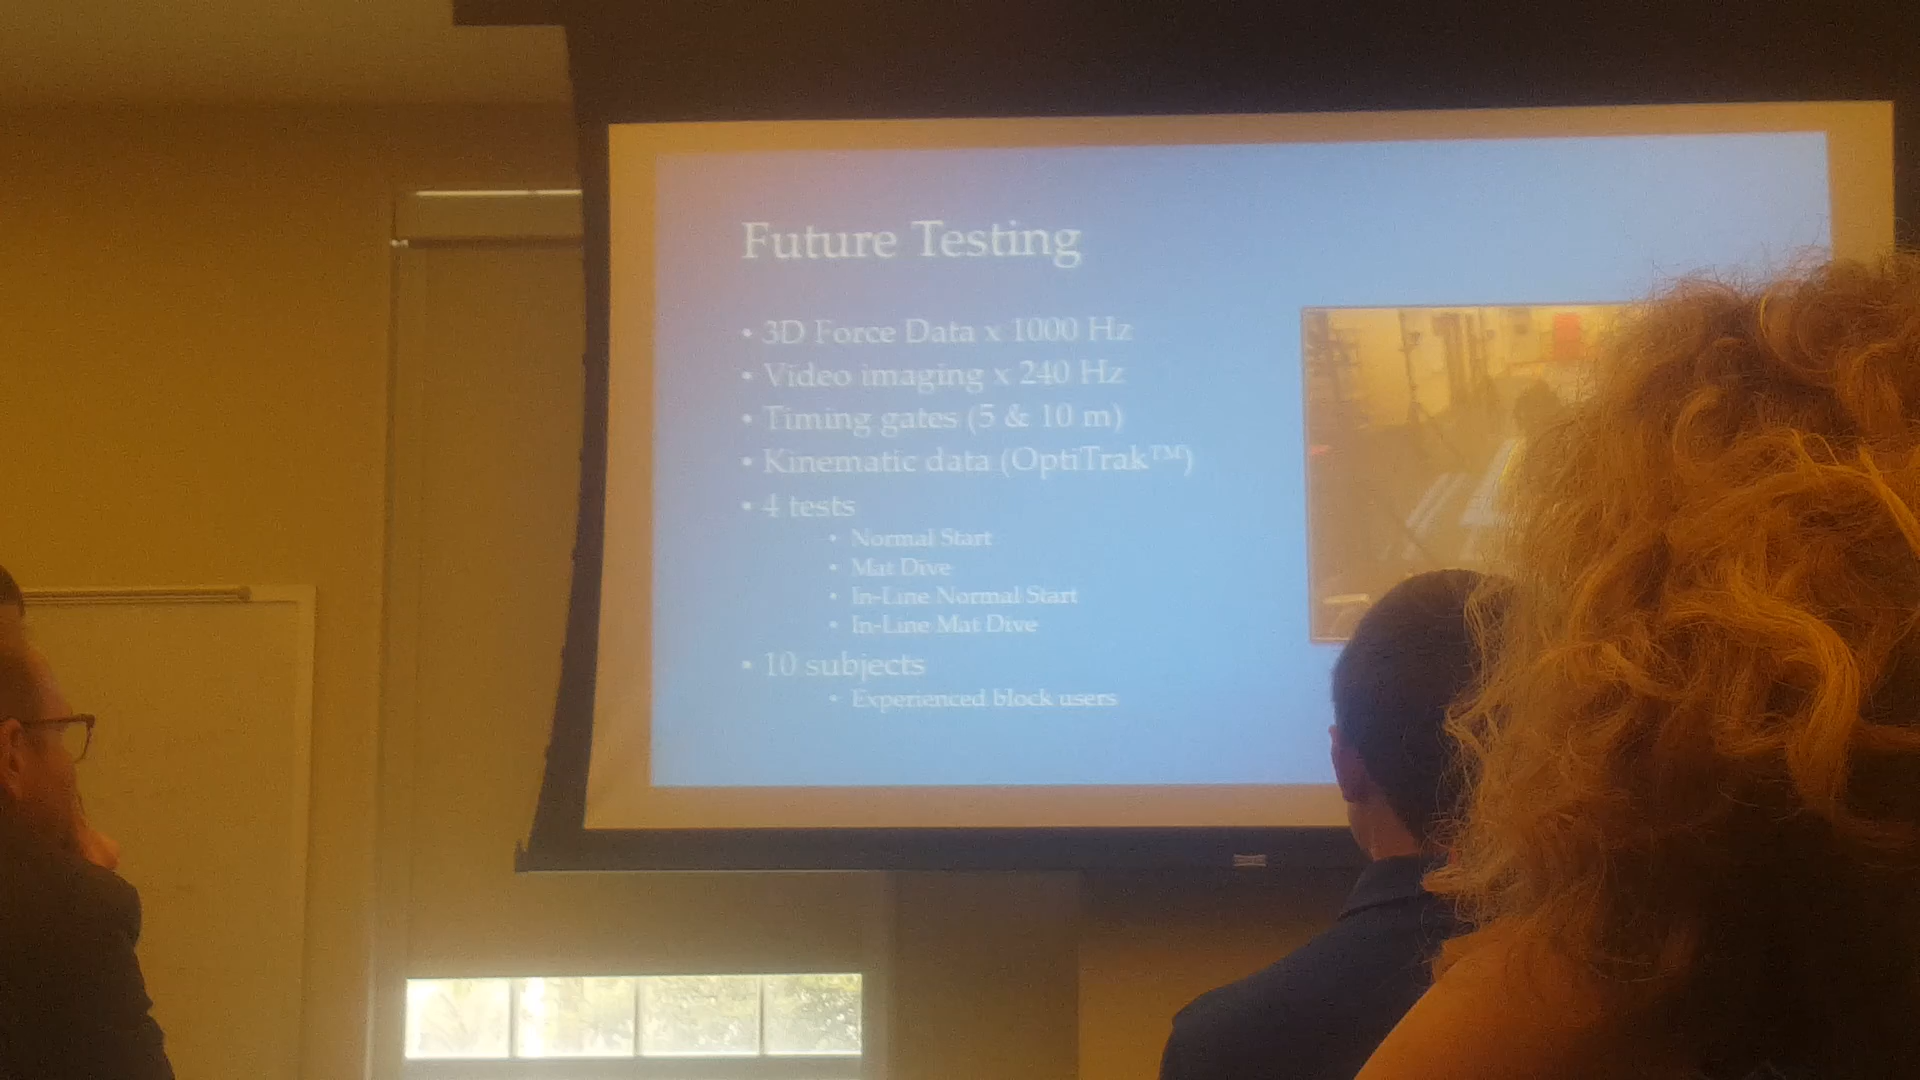 Future Testing
• 3D Force Data x 1000 Hz
• Video imaging x 240 Hz
• Timing gates (5 & 10 m)
• Kinematic data (OptiTrak™)
• 4 tests
• Normal Start
• Mat Dive
• In-Line Normal Start
• In-Line Mat Dive
• 10 subjects
• Experienced block users